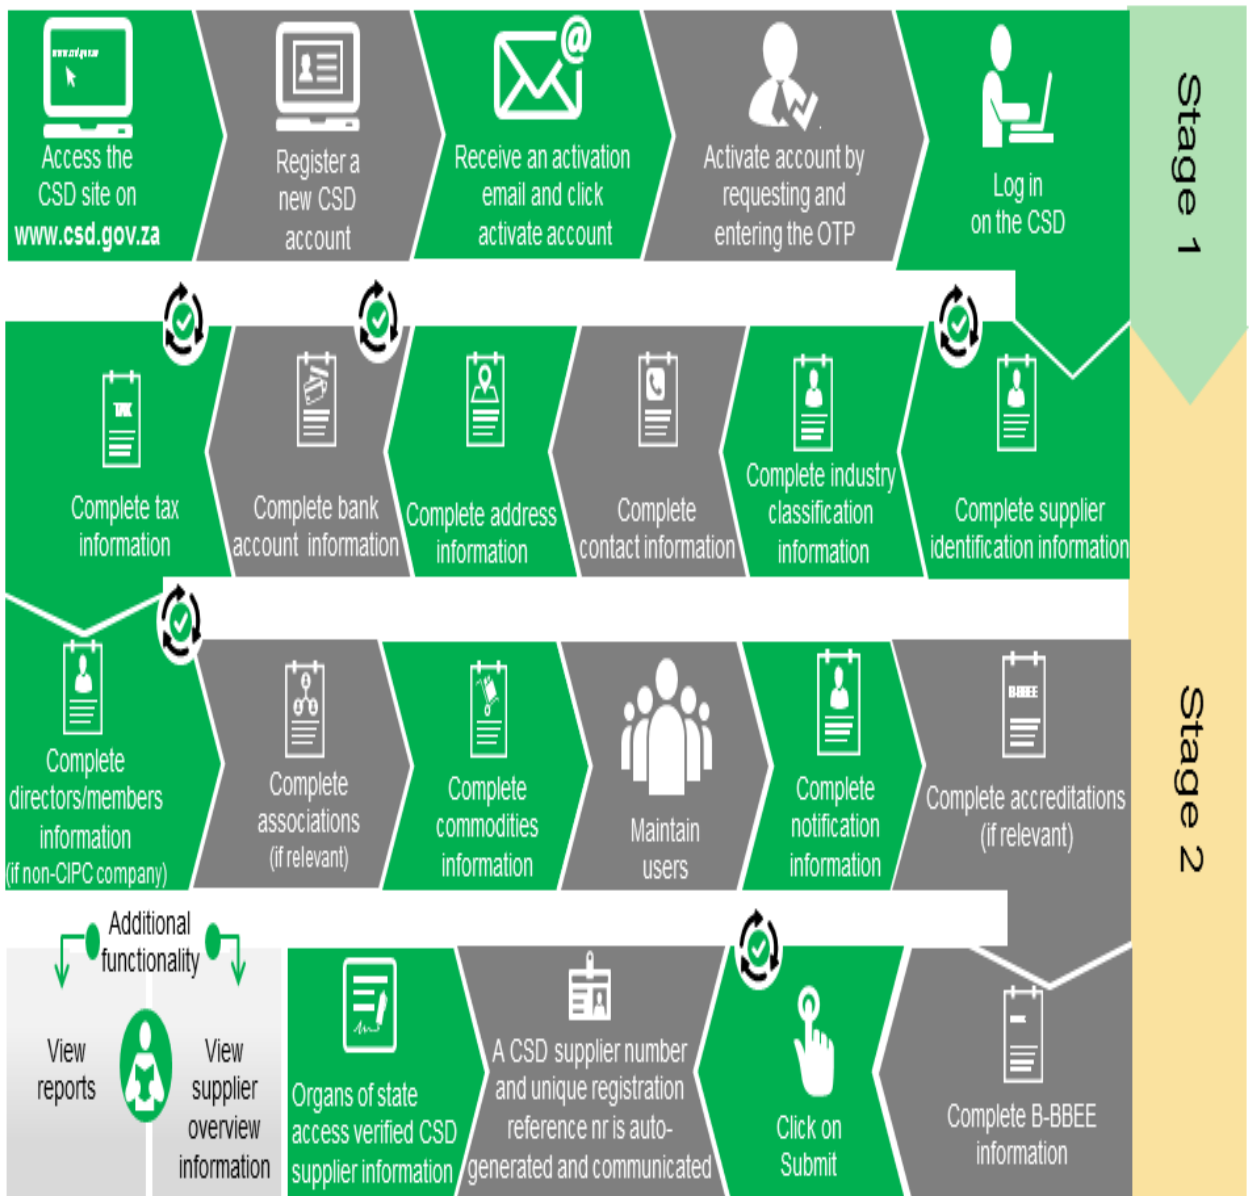 www.csd.gov.za
Access the
CSD site on
www.csd.gov.za
Register a
new CSD
account
@
Receive an activation
email and click
activate account
Activate account by
requesting and
entering the OTP
Log in
on the CSD
Stage 1
Complete supplier
identification information
Complete industry
classification
information
Complete
contact information
Complete address
information
Complete bank
account information
TAX
Complete tax
information
Complete
directors/members
information
(if non-CIPC company)
Complete
associations
(if relevant)
Complete
commodities
information
Maintain
users
Complete
notification
information
B-BBEE
Complete accreditations
(if relevant)
Stage 2
Complete B-BBEE
information
Click on
Submit
A CSD supplier number
and unique registration
reference nr is auto-
generated and communicated
Organs of state
access verified CSD
supplier information
Additional
functionality
View
reports
View
supplier
overview
information